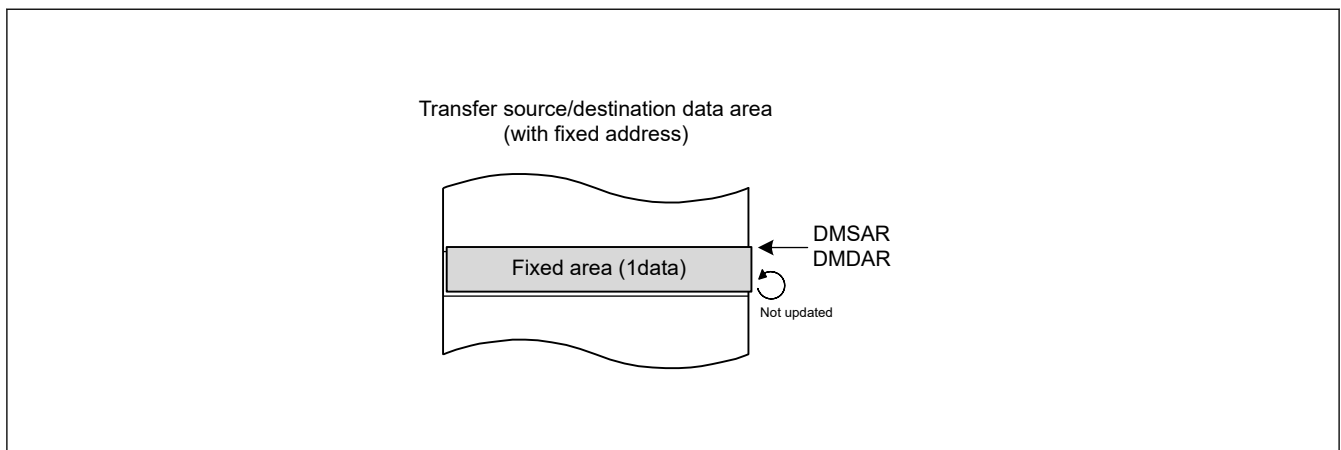 Transfer source/destination data area
(with fixed address)
DMSAR
DMDAR
Fixed area (1data)
Not updated